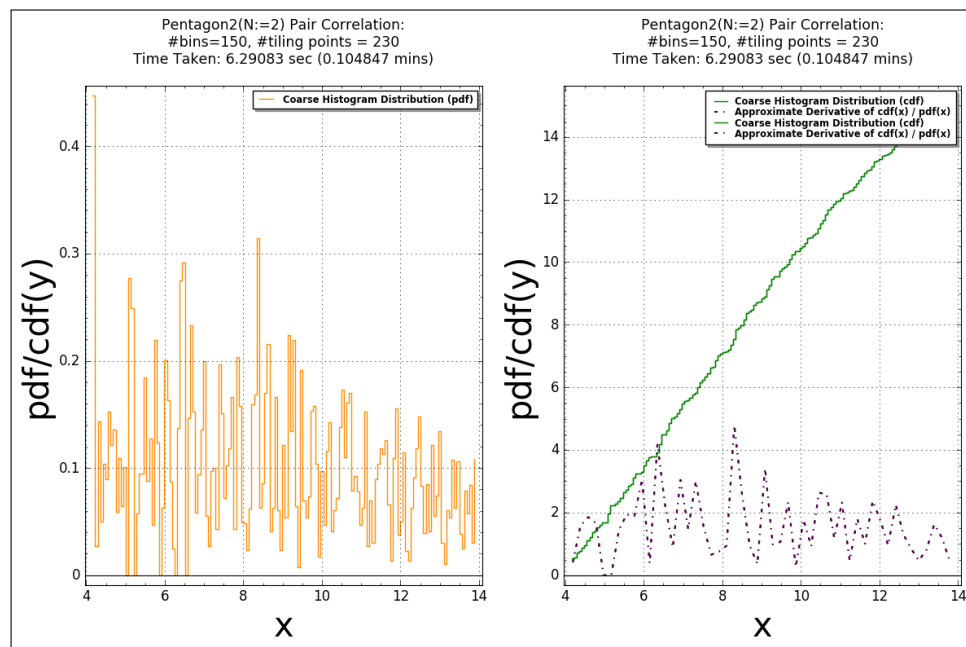 Pentagon2(N:=2) Pair Correlation:
#bins=150, #tiling points = 230
Time Taken: 6.29083 sec (0.104847 mins)
Coarse Histogram Distribution (pdf)
0.4
0.3
0.2
0.1
0
pdf/cdf(y)
4
6
8
10
12
14
x
Pentagon2(N:=2) Pair Correlation:
#bins=150, #tiling points = 230
Time Taken: 6.29083 sec (0.104847 mins)
Coarse Histogram Distribution (cdf)
Approximate Derivative of cdf(x) / pdf(x)
Coarse Histogram Distribution (cdf)
Approximate Derivative of cdf(x) / pdf(x)
14
12
10
8
6
4
2
0
pdf/cdf(y)
4
6
8
10
12
14
x